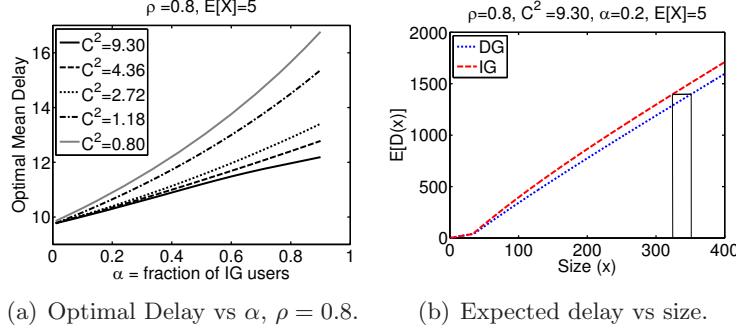 ρ =0.8, E[X]=5
Optimal Mean Delay
16
14
12
10
C²=9.30
C²=4.36
C²=2.72
C²=1.18
C²=0.80
0 0.2 0.4 0.6 0.8 1
α = fraction of IG users
(a) Optimal Delay vs α, ρ = 0.8.
ρ=0.8, C² =9.30, α=0.2, E[X]=5
E[D(x)]
2000
1500
1000
500
0
DG
IG
0 100 200 300 400
Size (x)
(b) Expected delay vs size.